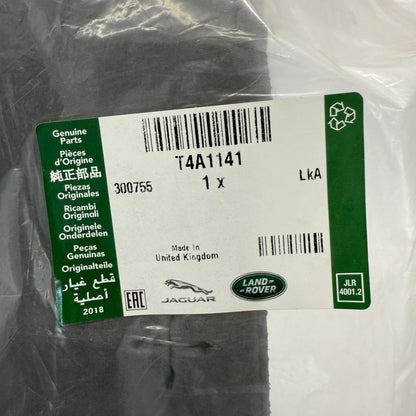 Genuine
Parts
Pièces
d'Origine
純正部品
Piezas
Originales
Ricambi
Originali
Originele
Onderdelen
Peças
Genuinas
Originalteile
قطع غيار
أصلية
2018
T4A1141
300755
1 x
LkA
Made In
United Kingdom
EAC
JAGUAR
LAND
ROVER
JLR
4001.2